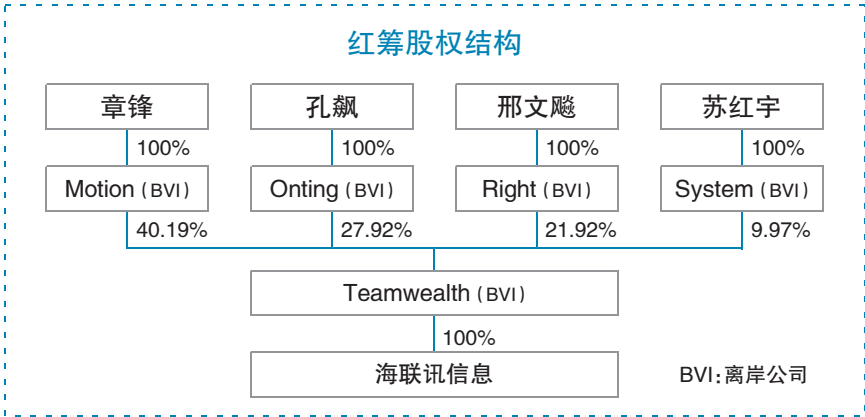 红筹股权结构
章锋 孔飙 邢文飚 苏红宇
100% 100% 100% 100%
Motion（BVI） Onting（BVI） Right（BVI） System（BVI）
40.19% 27.92% 21.92% 9.97%
Teamwealth（BVI）
100%
海联讯信息 BVI：离岸公司